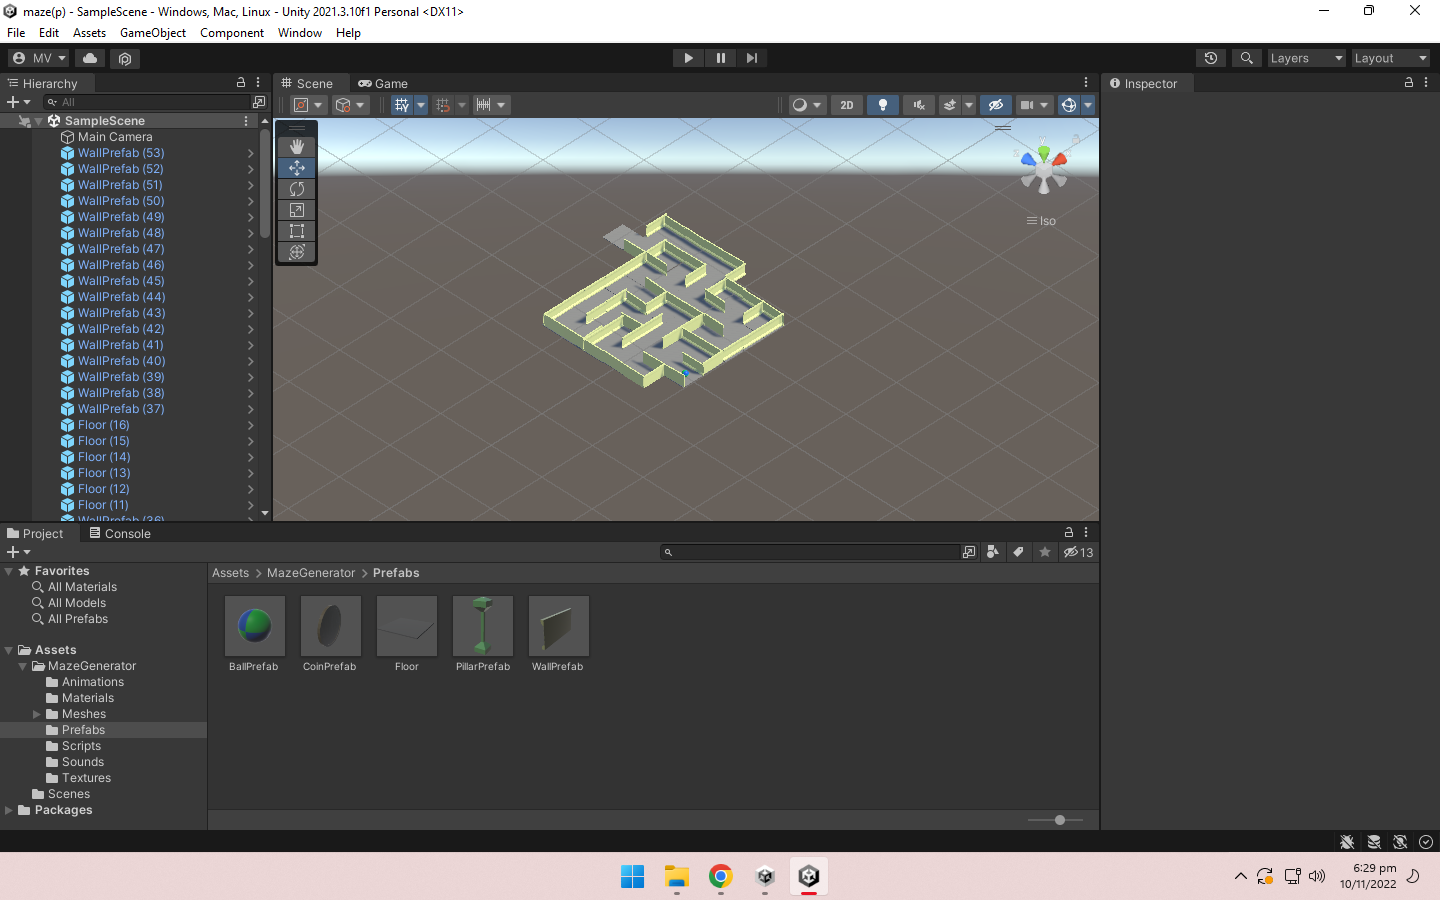 maze(p) - SampleScene - Windows, Mac, Linux - Unity 2021.3.10f1 Personal <DX11>
File Edit Assets GameObject Component Window Help
MV
Layers Layout
Hierarchy
All
SampleScene
Main Camera
WallPrefab (53)
WallPrefab (52)
WallPrefab (51)
WallPrefab (50)
WallPrefab (49)
WallPrefab (48)
WallPrefab (47)
WallPrefab (46)
WallPrefab (45)
WallPrefab (44)
WallPrefab (43)
WallPrefab (42)
WallPrefab (41)
WallPrefab (40)
WallPrefab (39)
WallPrefab (38)
WallPrefab (37)
Floor (16)
Floor (15)
Floor (14)
Floor (13)
Floor (12)
Floor (11)
WallPrefab (36)
Scene Game
2D
Iso
Inspector
Project Console
13
Favorites
All Materials
All Models
All Prefabs
Assets
MazeGenerator
Animations
Materials
Meshes
Prefabs
Scripts
Sounds
Textures
Scenes
Packages
Assets > MazeGenerator > Prefabs
BallPrefab CoinPrefab Floor PillarPrefab WallPrefab
6:29 pm
10/11/2022